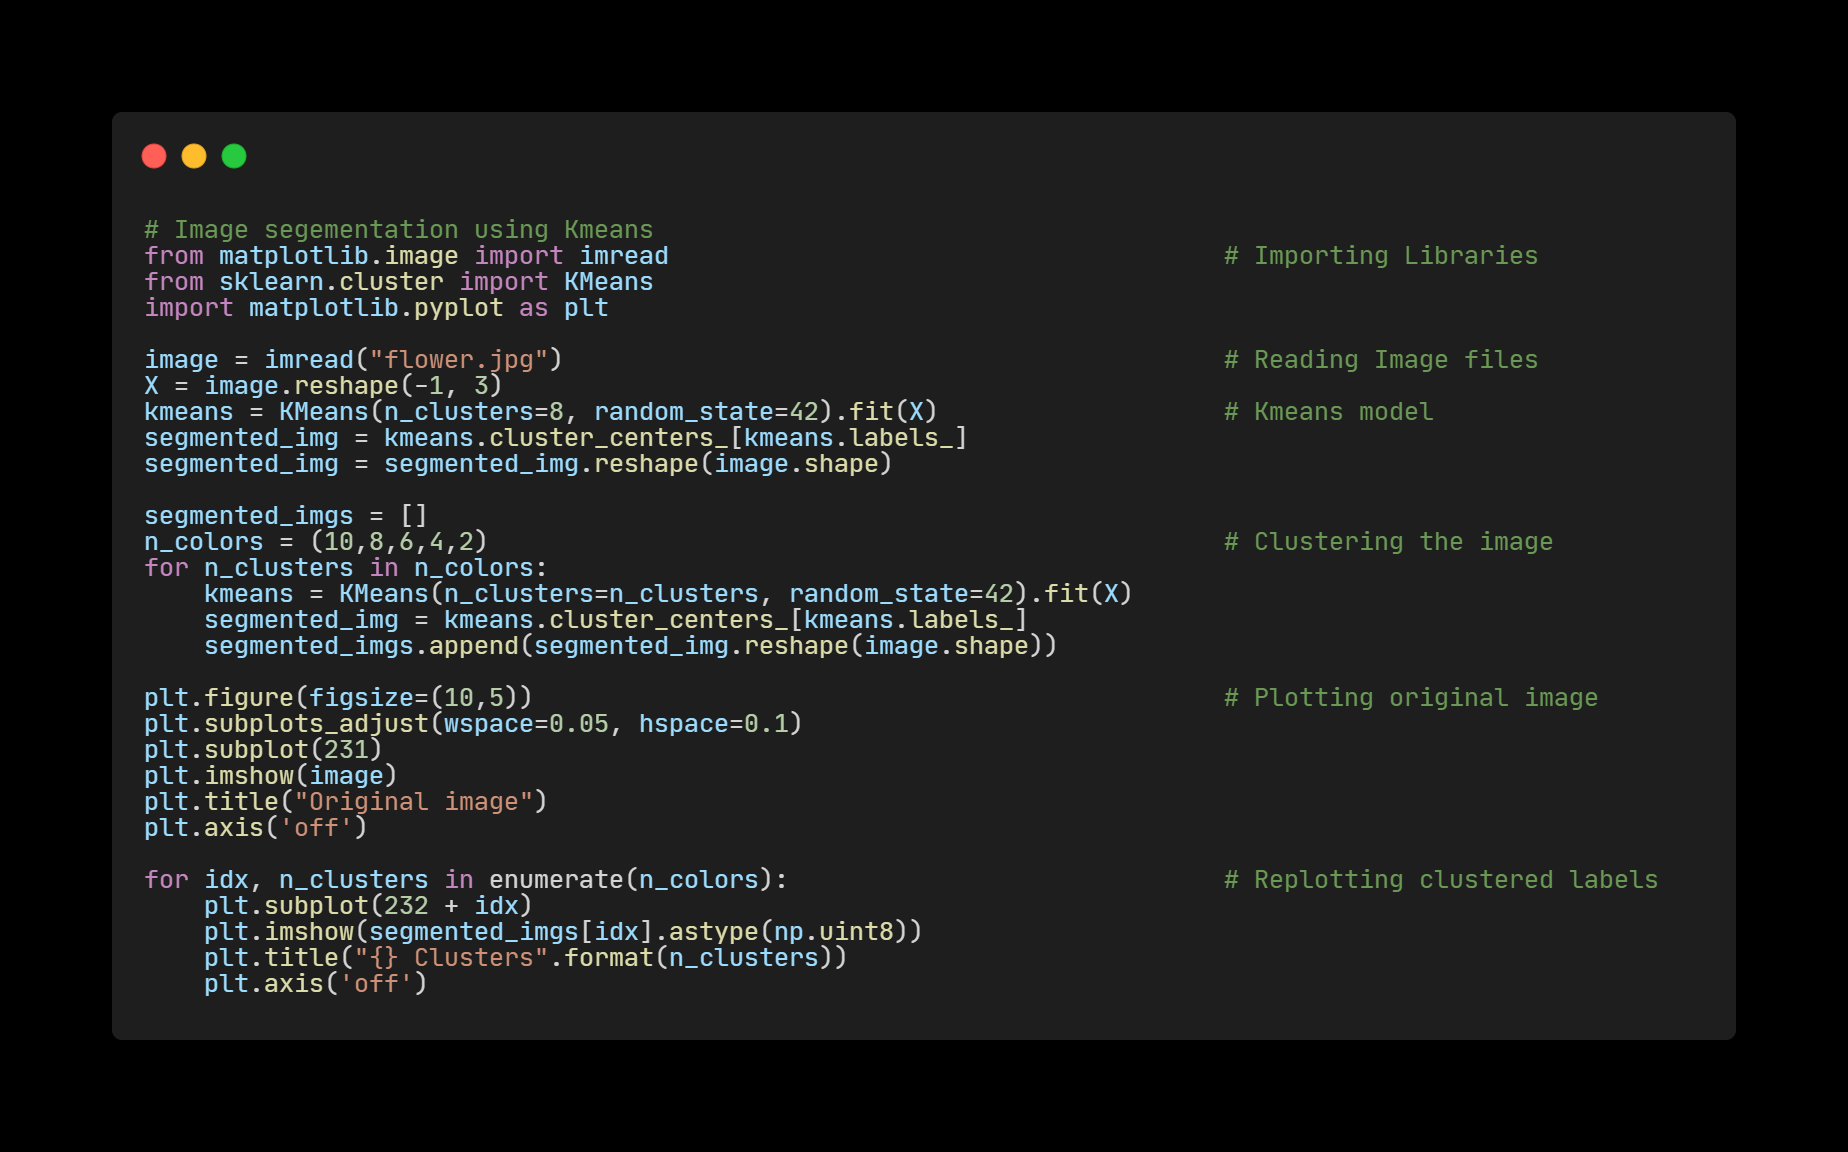 # Image segementation using Kmeans
from matplotlib.image import imread                                     # Importing Libraries
from sklearn.cluster import KMeans
import matplotlib.pyplot as plt

image = imread("flower.jpg")                                            # Reading Image files
X = image.reshape(-1, 3)
kmeans = KMeans(n_clusters=8, random_state=42).fit(X)                   # Kmeans model
segmented_img = kmeans.cluster_centers_[kmeans.labels_]
segmented_img = segmented_img.reshape(image.shape)

segmented_imgs = []
n_colors = (10,8,6,4,2)                                                 # Clustering the image
for n_clusters in n_colors:
    kmeans = KMeans(n_clusters=n_clusters, random_state=42).fit(X)
    segmented_img = kmeans.cluster_centers_[kmeans.labels_]
    segmented_imgs.append(segmented_img.reshape(image.shape))

plt.figure(figsize=(10,5))                                              # Plotting original image
plt.subplots_adjust(wspace=0.05, hspace=0.1)
plt.subplot(231)
plt.imshow(image)
plt.title("Original image")
plt.axis('off')

for idx, n_clusters in enumerate(n_colors):                             # Replotting clustered labels
    plt.subplot(232 + idx)
    plt.imshow(segmented_imgs[idx].astype(np.uint8))
    plt.title("{} Clusters".format(n_clusters))
    plt.axis('off')